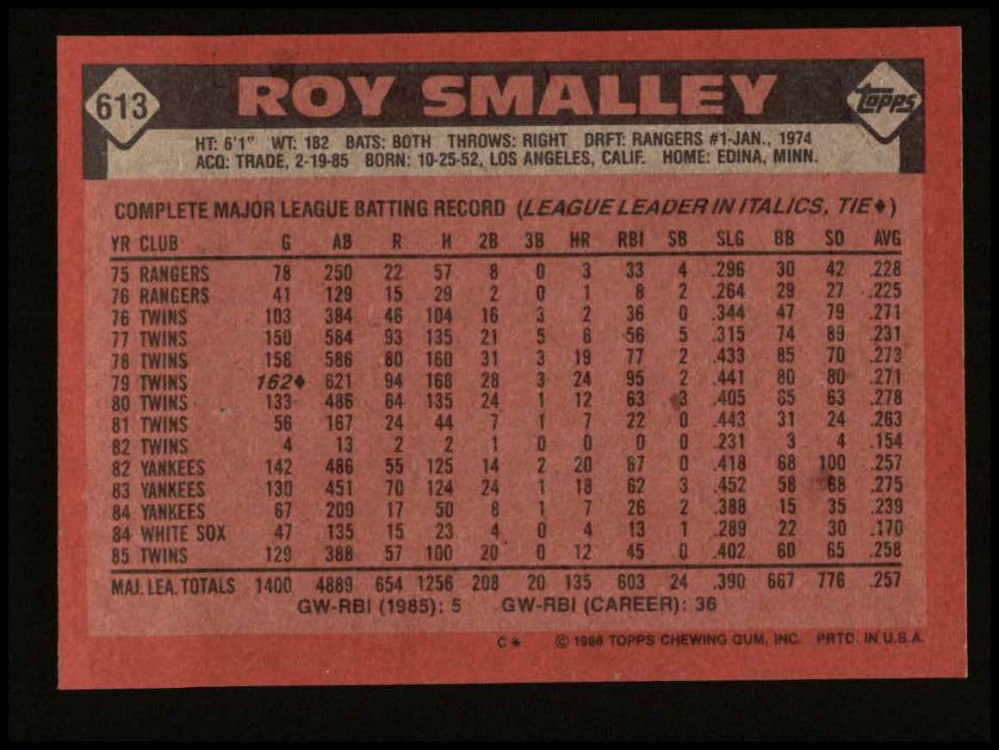 613
ROY SMALLEY
topps
HT: 6'1" WT: 182 BATS: BOTH THROWS: RIGHT DRFT: RANGERS #1-JAN., 1974
ACQ: TRADE, 2-19-85 BORN: 10-25-52, LOS ANGELES, CALIF. HOME: EDINA, MINN.
COMPLETE MAJOR LEAGUE BATTING RECORD (LEAGUE LEADER IN ITALICS, TIE♦)
YR CLUB G AB R H 2B 3B HR RBI SB SLG BB SO AVG
75 RANGERS 78 250 22 57 8 0 3 33 4 .296 30 42 .228
76 RANGERS 41 129 15 29 2 0 1 8 2 .264 29 27 .225
76 TWINS 103 384 46 104 16 3 2 36 0 .344 47 79 .271
77 TWINS 150 584 93 135 21 5 6 56 5 .315 74 89 .231
78 TWINS 158 586 80 160 31 3 19 77 2 .433 85 70 .273
79 TWINS 162♦ 621 94 168 28 3 24 95 2 .441 80 80 .271
80 TWINS 133 486 64 135 24 1 12 63 3 .405 65 63 .278
81 TWINS 56 167 24 44 7 1 7 22 0 .443 31 24 .263
82 TWINS 4 13 2 2 1 0 0 0 0 .231 3 4 .154
82 YANKEES 142 486 55 125 14 2 20 67 0 .418 68 100 .257
83 YANKEES 130 451 70 124 24 1 18 62 3 .452 58 68 .275
84 YANKEES 67 209 17 50 8 1 7 26 2 .388 15 35 .239
84 WHITE SOX 47 135 15 23 4 0 4 13 1 .289 22 30 .170
85 TWINS 129 388 57 100 20 0 12 45 0 .402 60 65 .258
MAJ. LEA. TOTALS 1400 4889 654 1256 208 20 135 603 24 .390 667 776 .257
GW-RBI (1985): 5 GW-RBI (CAREER): 36
C* © 1986 TOPPS CHEWING GUM, INC. PRTD. IN U.S.A.